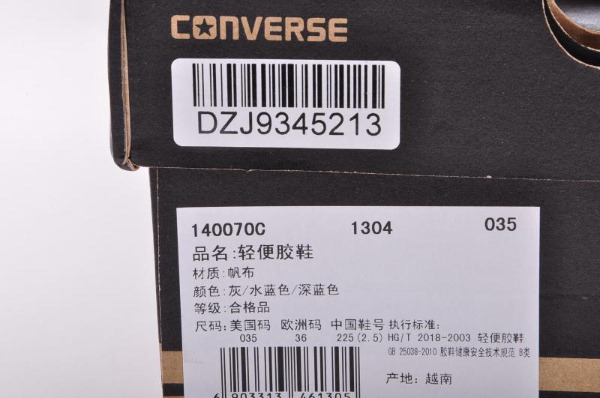 CONVERSE
DZJ9345213
140070C 1304 035
品名:轻便胶鞋
材质:帆布
颜色:灰/水蓝色/深蓝色
等级:合格品
尺码:美国码 欧洲码 中国鞋号 执行标准:
035 36 225(2.5) HG/T 2018-2003 轻便胶鞋
GB 25038-2010 胶鞋健康安全技术规范 B类
产地: 越南
6 903313 461305